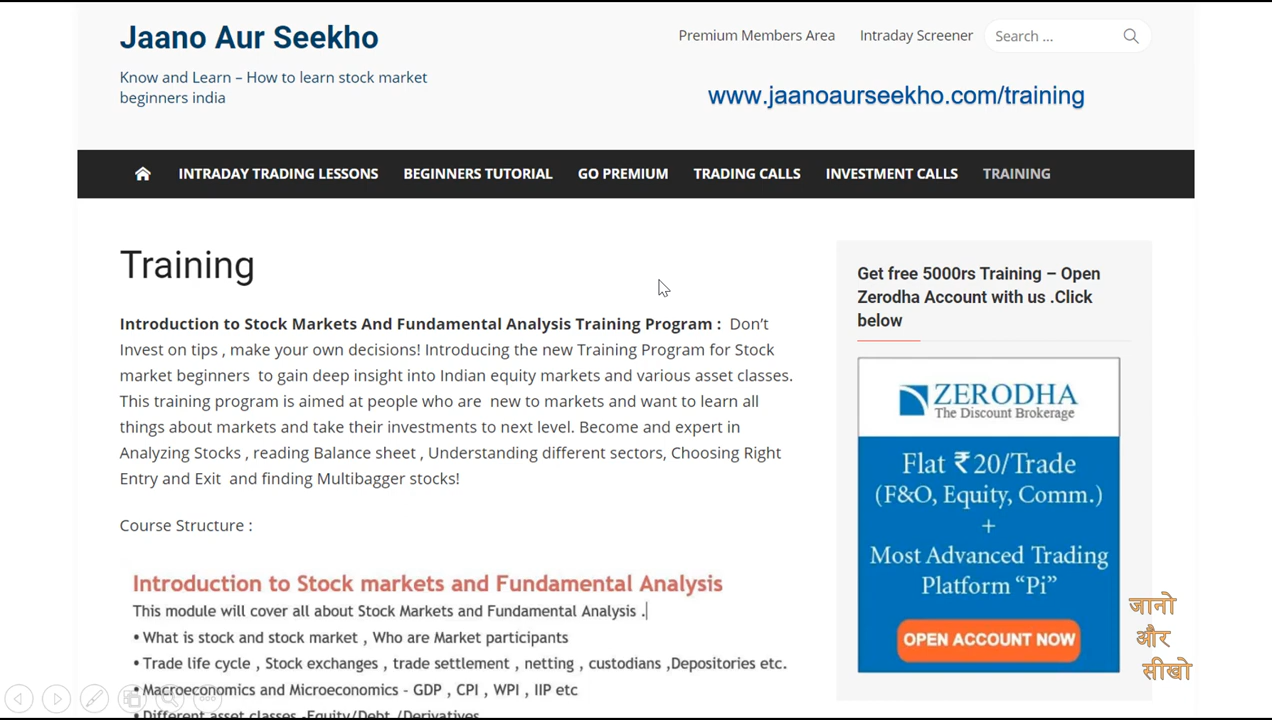 Jaano Aur Seekho
Know and Learn – How to learn stock market
beginners india
Premium Members Area
Intraday Screener
Search ...
www.jaanoaurseekho.com/training
INTRADAY TRADING LESSONS
BEGINNERS TUTORIAL
GO PREMIUM
TRADING CALLS
INVESTMENT CALLS
TRAINING
Training
Introduction to Stock Markets And Fundamental Analysis Training Program : Don't
Invest on tips , make your own decisions! Introducing the new Training Program for Stock
market beginners to gain deep insight into Indian equity markets and various asset classes.
This training program is aimed at people who are new to markets and want to learn all
things about markets and take their investments to next level. Become and expert in
Analyzing Stocks , reading Balance sheet , Understanding different sectors, Choosing Right
Entry and Exit and finding Multibagger stocks!
Course Structure :
Introduction to Stock markets and Fundamental Analysis
This module will cover all about Stock Markets and Fundamental Analysis .
• What is stock and stock market , Who are Market participants
• Trade life cycle , Stock exchanges , trade settlement , netting , custodians ,Depositories etc.
• Macroeconomics and Microeconomics - GDP , CPI , WPI , IIP etc
• Different asset classes -Equity/Debt /Derivatives
Get free 5000rs Training – Open
Zerodha Account with us .Click
below
ZERODHA
The Discount Brokerage
Flat ₹ 20/Trade
(F&O, Equity, Comm.)
+
Most Advanced Trading
Platform “Pi”
OPEN ACCOUNT NOW
जानो
और
सीखो